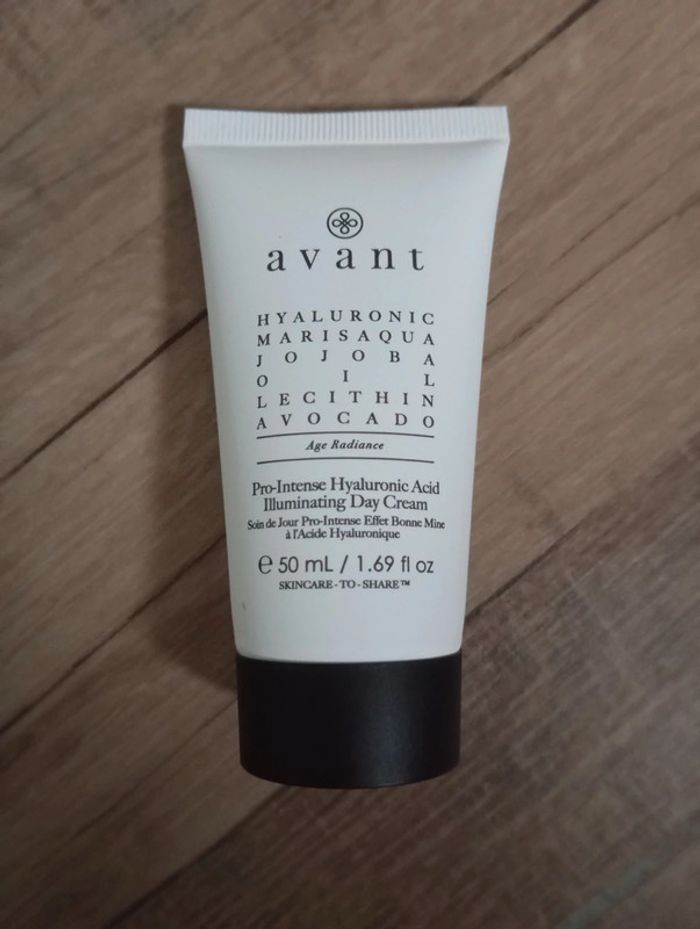 avant
HYALURONIC
MARISAQUA A
J JOJOBA A
O I L
LECITHIN N
AVOCADO
Age Radiance
Pro-Intense Hyaluronic Acid
Illuminating Day Cream
Soin de Jour Pro-Intense Effet Bonne Mine
à l'Acide Hyaluronique
e 50 mL / 1.69 fl oz
SKINCARE-TO-SHARE™